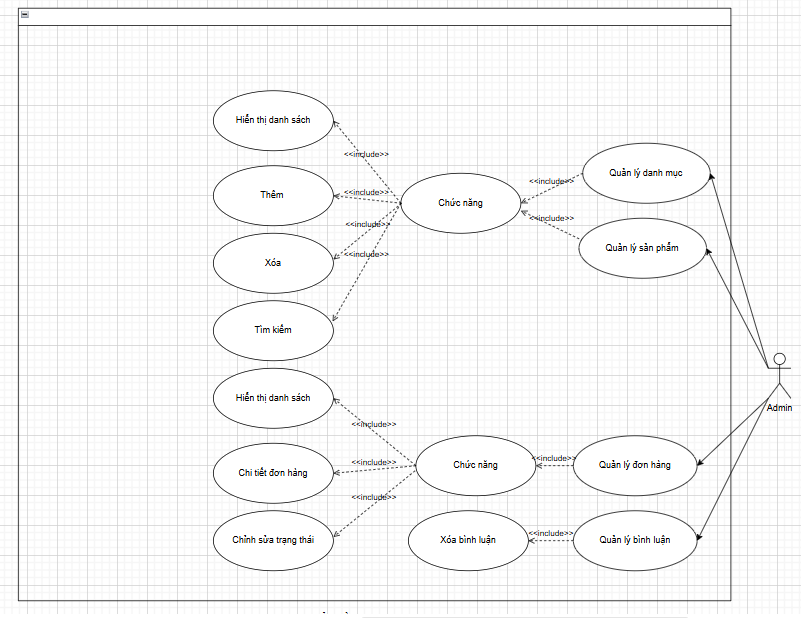 Hiển thị danh sách
<<include>>
Quản lý danh mục
<<include>>
Thêm
<<include>>
Chức năng
<<include>>
<<include>>
Quản lý sản phẩm
Xóa
<<include>>
Tìm kiếm
Hiển thị danh sách
Admin
<<include>>
Chi tiết đơn hàng
<<include>>
Chức năng
<<include>>
Quản lý đơn hàng
<<include>>
Chỉnh sửa trạng thái
Xóa bình luận
<<include>>
Quản lý bình luận